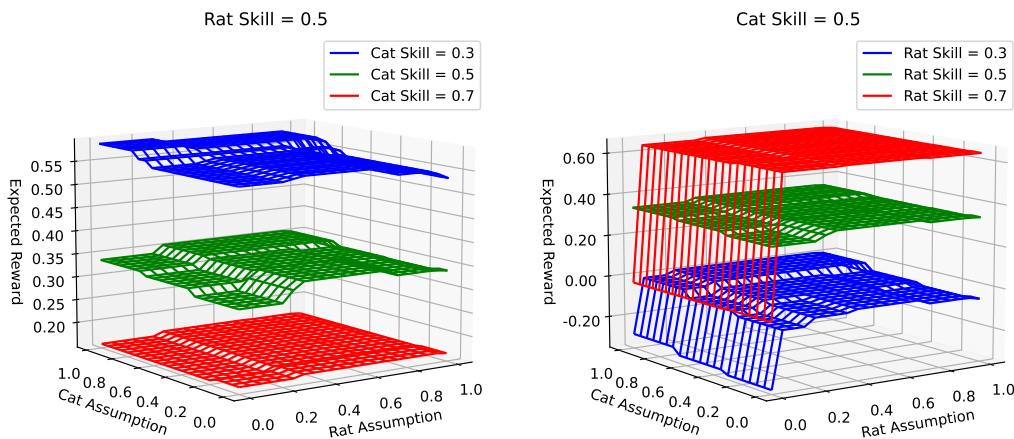 Rat Skill = 0.5
Cat Skill = 0.3
Cat Skill = 0.5
Cat Skill = 0.7
Expected Reward
0.55
0.50
0.45
0.40
0.35
0.30
0.25
0.20
Cat Assumption
1.0
0.8
0.6
0.4
0.2
0.0
Rat Assumption
0.0
0.2
0.4
0.6
0.8
1.0
Cat Skill = 0.5
Rat Skill = 0.3
Rat Skill = 0.5
Rat Skill = 0.7
Expected Reward
0.60
0.40
0.20
0.00
-0.20
Cat Assumption
1.0
0.8
0.6
0.4
0.2
0.0
Rat Assumption
0.0
0.2
0.4
0.6
0.8
1.0